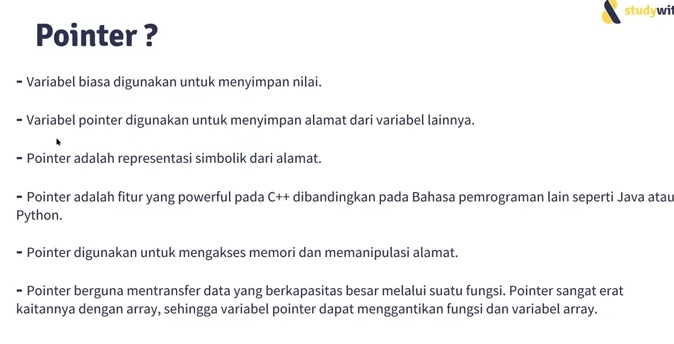 studywit
Pointer ?
- Variabel biasa digunakan untuk menyimpan nilai.
- Variabel pointer digunakan untuk menyimpan alamat dari variabel lainnya.
- Pointer adalah representasi simbolik dari alamat.
- Pointer adalah fitur yang powerful pada C++ dibandingkan pada Bahasa pemrograman lain seperti Java atau
Python.
- Pointer digunakan untuk mengakses memori dan memanipulasi alamat.
- Pointer berguna mentransfer data yang berkapasitas besar melalui suatu fungsi. Pointer sangat erat
kaitannya dengan array, sehingga variabel pointer dapat menggantikan fungsi dan variabel array.